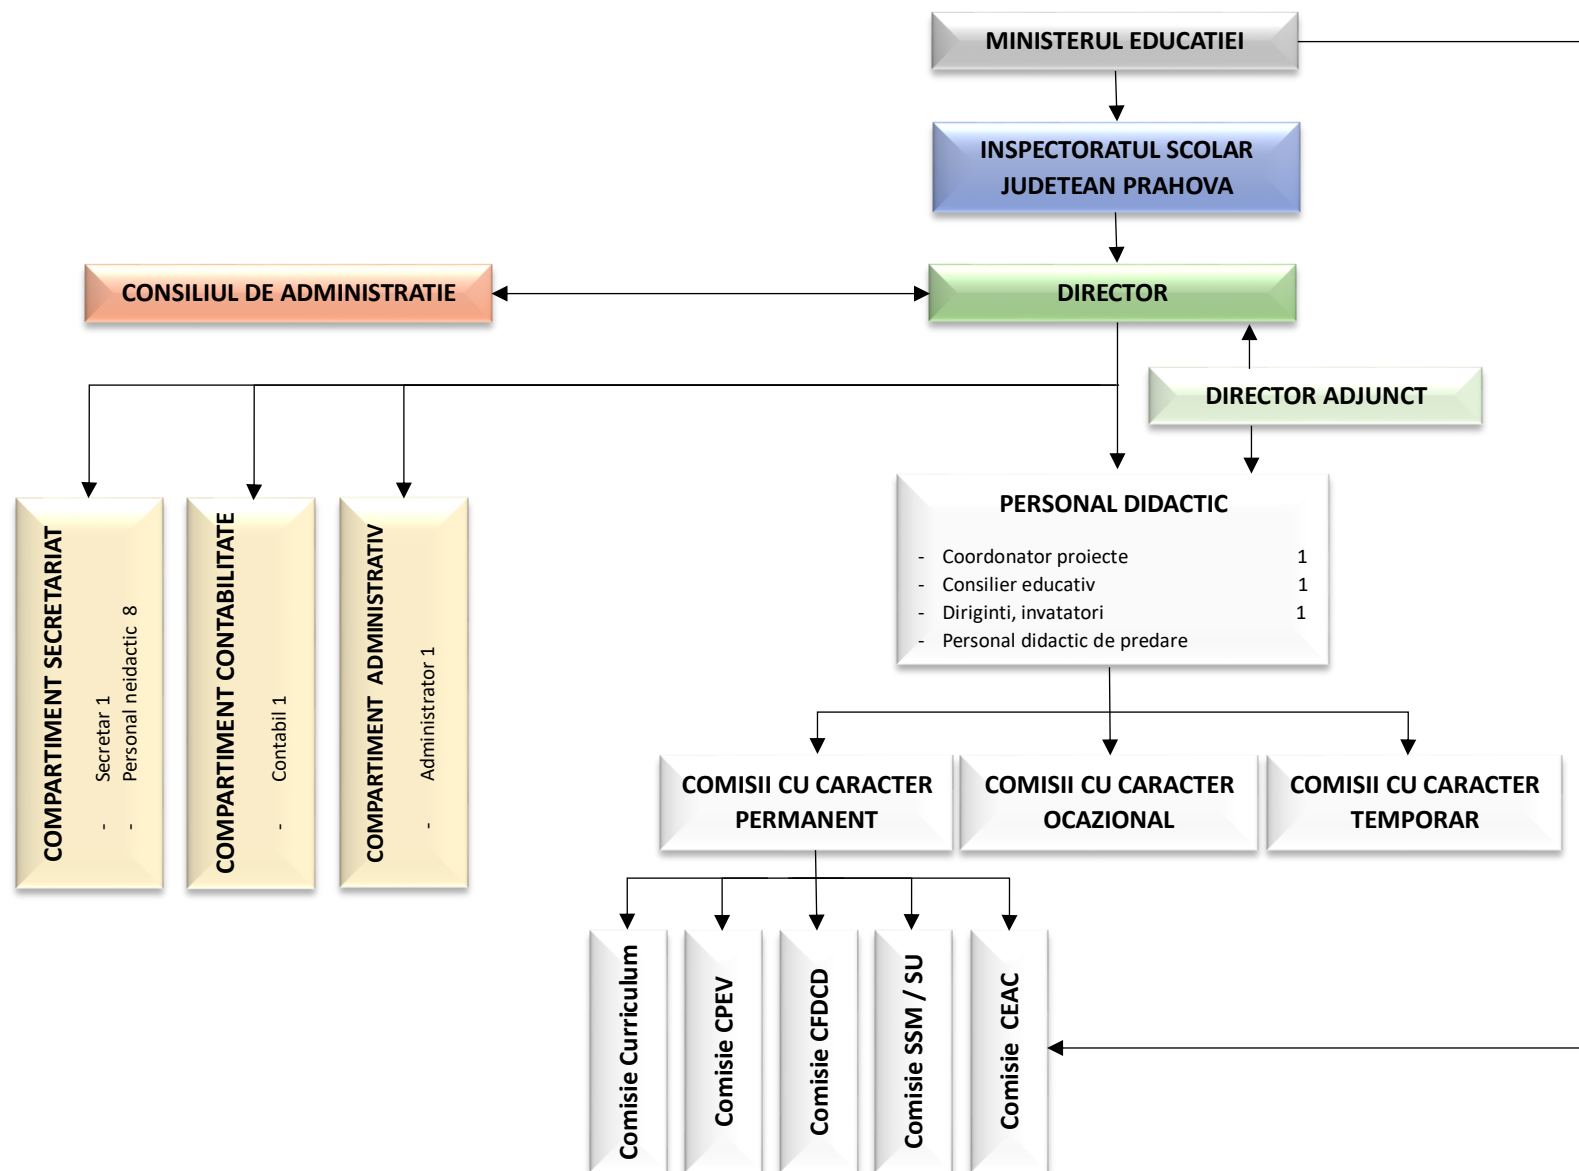 MINISTERUL EDUCATIEI
INSPECTORATUL SCOLAR
JUDETEAN PRAHOVA
CONSILIUL DE ADMINISTRATIE
DIRECTOR
DIRECTOR ADJUNCT
COMPARTIMENT SECRETARIAT
- Secretar 1
- Personal neidactic 8
COMPARTIMENT CONTABILITATE
- Contabil 1
COMPARTIMENT ADMINISTRATIV
- Administrator 1
PERSONAL DIDACTIC
- Coordonator proiecte 1
- Consilier educativ 1
- Diriginti, invatatori 1
- Personal didactic de predare
COMISII CU CARACTER
PERMANENT
COMISII CU CARACTER
OCAZIONAL
COMISII CU CARACTER
TEMPORAR
Comisie Curriculum
Comisie CPEV
Comisie CFDCD
Comisie SSM / SU
Comisie CEAC